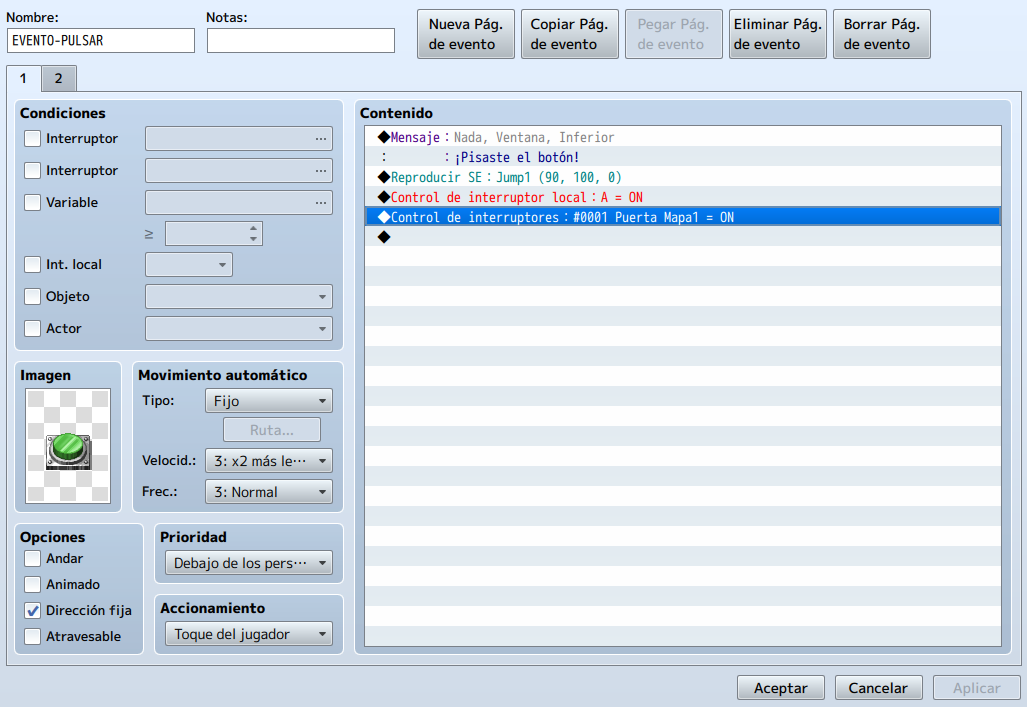 Nombre:
Notas:
EVENTO-PULSAR
Nueva Pág. de evento
Copiar Pág. de evento
Pegar Pág. de evento
Eliminar Pág. de evento
Borrar Pág. de evento
1
2
Condiciones
Interruptor
...
Interruptor
...
Variable
...
≥
Int. local
Objeto
Actor
Imagen
Movimiento automático
Tipo:
Fijo
Ruta...
Velocid.:
3: x2 más le···
Frec.:
3: Normal
Opciones
Andar
Animado
Dirección fija
Atravesable
Prioridad
Debajo de los pers···
Accionamiento
Toque del jugador
Contenido
◆Mensaje：Nada, Ventana, Inferior
：　　　：¡Pisaste el botón!
◆Reproducir SE：Jump1 (90, 100, 0)
◆Control de interruptor local：A = ON
◆Control de interruptores：#0001 Puerta Mapa1 = ON
◆
Aceptar
Cancelar
Aplicar